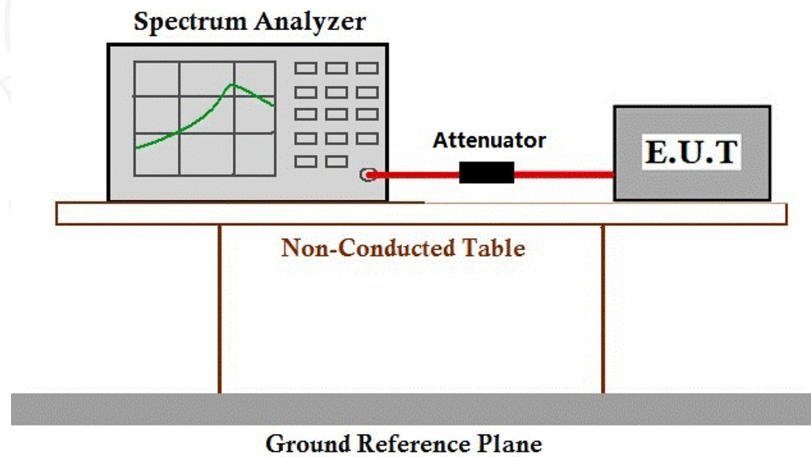 Spectrum Analyzer
Attenuator
E.U.T
Non-Conducted Table
Ground Reference Plane